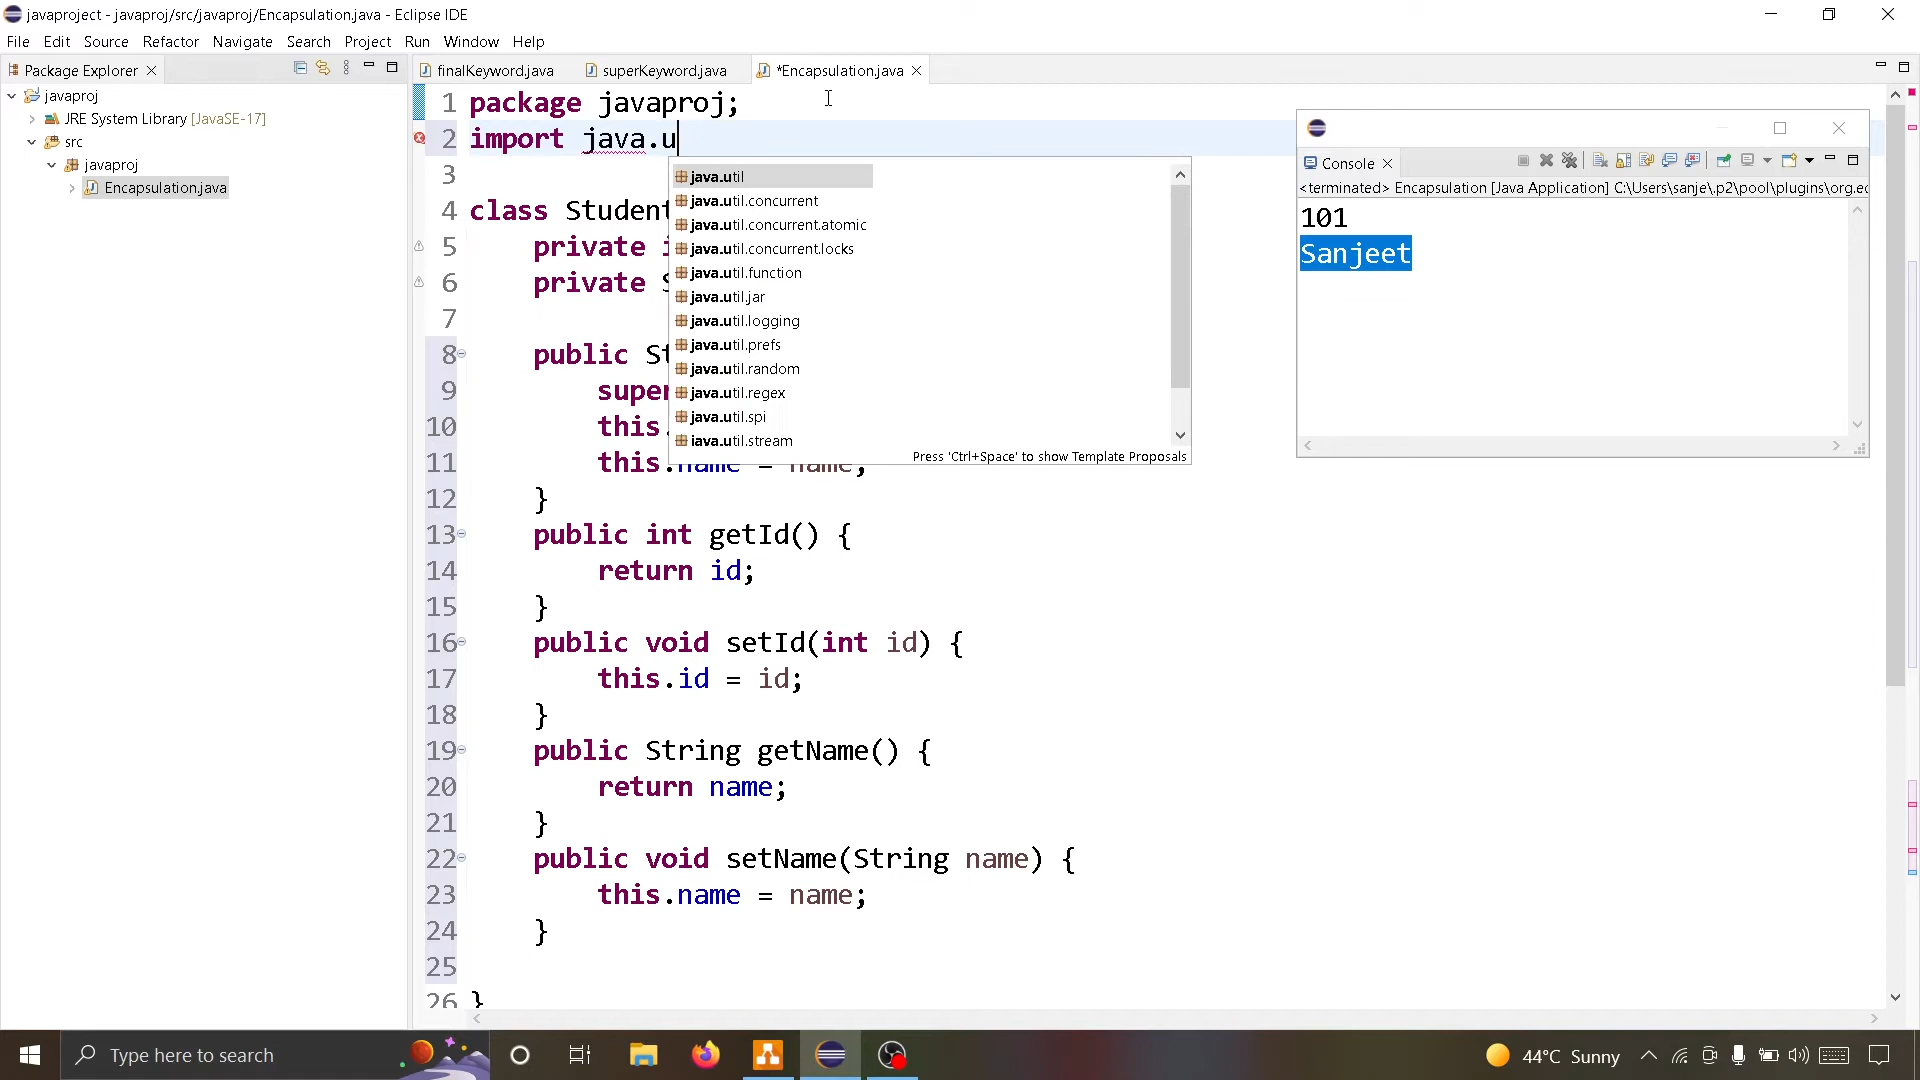 javaproject - javaproj/src/javaproj/Encapsulation.java - Eclipse IDE
File Edit Source Refactor Navigate Search Project Run Window Help
Package Explorer
finalKeyword.java superKeyword.java *Encapsulation.java
javaproj
JRE System Library [JavaSE-17]
src
javaproj
Encapsulation.java
1 package javaproj;
2 import java.u
3
4 class Student
5 private i
6 private S
7
8 public St
9 super
10 this.
11 this.name = name;
12 }
13 public int getId() {
14 return id;
15 }
16 public void setId(int id) {
17 this.id = id;
18 }
19 public String getName() {
20 return name;
21 }
22 public void setName(String name) {
23 this.name = name;
24 }
25
26 }
java.util
java.util.concurrent
java.util.concurrent.atomic
java.util.concurrent.locks
java.util.function
java.util.jar
java.util.logging
java.util.prefs
java.util.random
java.util.regex
java.util.spi
java.util.stream
Press 'Ctrl+Space' to show Template Proposals
Console
<terminated> Encapsulation [Java Application] C:\Users\sanje\.p2\pool\plugins\org.ec
101
Sanjeet
Type here to search
44°C Sunny